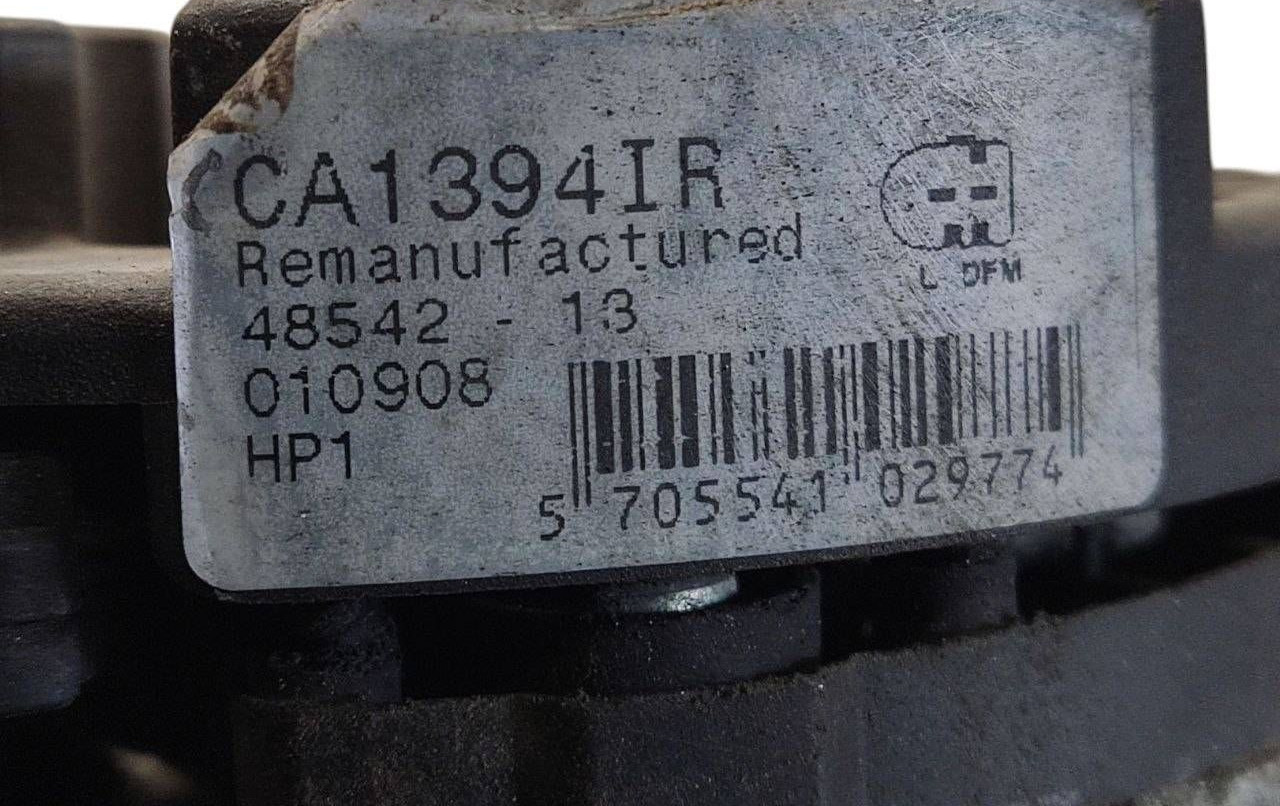 CA1394IR
Remanufactured
L DFM
48542 - 13
010908
HP1
5 705541 029774